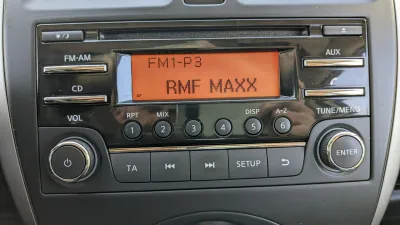 FM1-P3
RMF MAXX
FM-AM
AUX
CD
TUNE/MENU
VOL
RPT MIX DISP A-Z
1 2 3 4 5 6
TA SETUP
ENTER